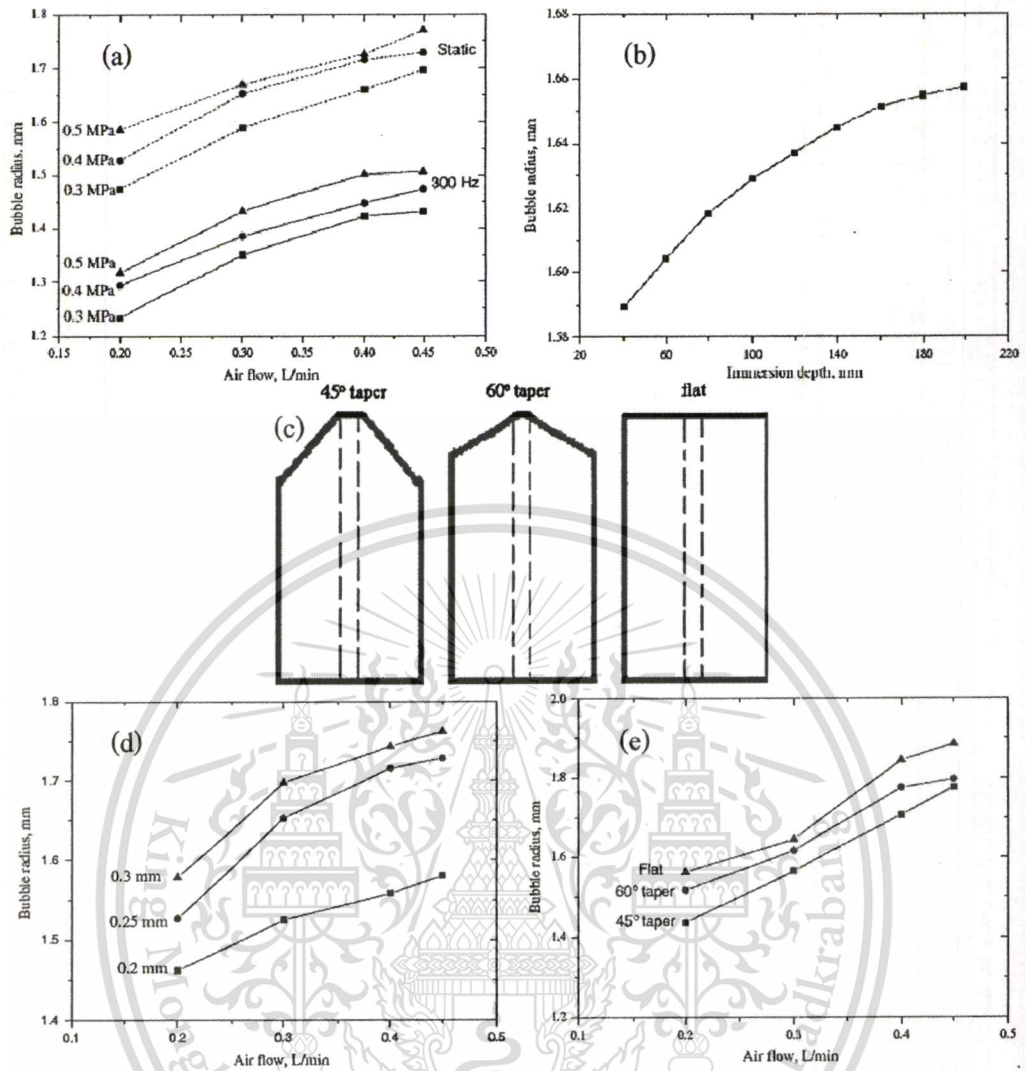 (a)
Bubble radius, mm
1.8
1.7
1.6
1.5
1.4
1.3
1.2
0.5 MPa
0.4 MPa
0.3 MPa
Static
300 Hz
0.5 MPa
0.4 MPa
0.3 MPa
0.15 0.20 0.25 0.30 0.35 0.40 0.45 0.50
Air flow, L/min
(b)
Bubble radius, mm
1.68
1.66
1.64
1.62
1.60
1.58
20 60 100 140 180 220
Immersion depth, mm
(c)
45° taper 60° taper flat
(d)
Bubble radius, mm
1.8
1.7
1.6
1.5
1.4
0.3 mm
0.25 mm
0.2 mm
0.1 0.2 0.3 0.4 0.5
Air flow, L/min
(e)
Bubble radius, mm
2.0
1.8
1.6
1.4
1.2
Flat
60° taper
45° taper
0.1 0.2 0.3 0.4 0.5
Air flow, L/min
King Mo
adkrabang